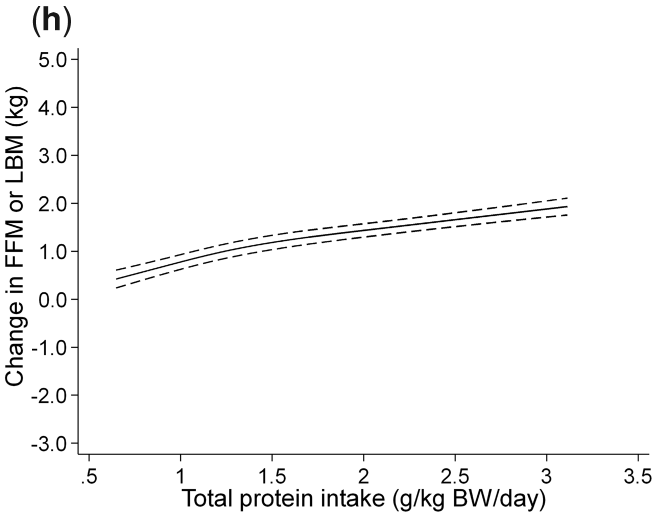 (h)
Change in FFM or LBM (kg)
5.0
4.0
3.0
2.0
1.0
0.0
-1.0
-2.0
-3.0
.5 1 1.5 2 2.5 3 3.5
Total protein intake (g/kg BW/day)